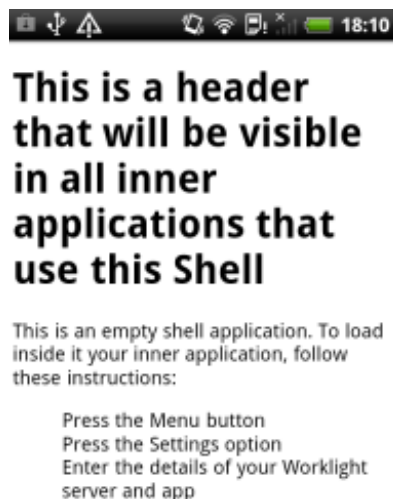 18:10
This is a header
that will be visible
in all inner
applications that
use this Shell
This is an empty shell application. To load
inside it your inner application, follow
these instructions:
Press the Menu button
Press the Settings option
Enter the details of your Worklight
server and app